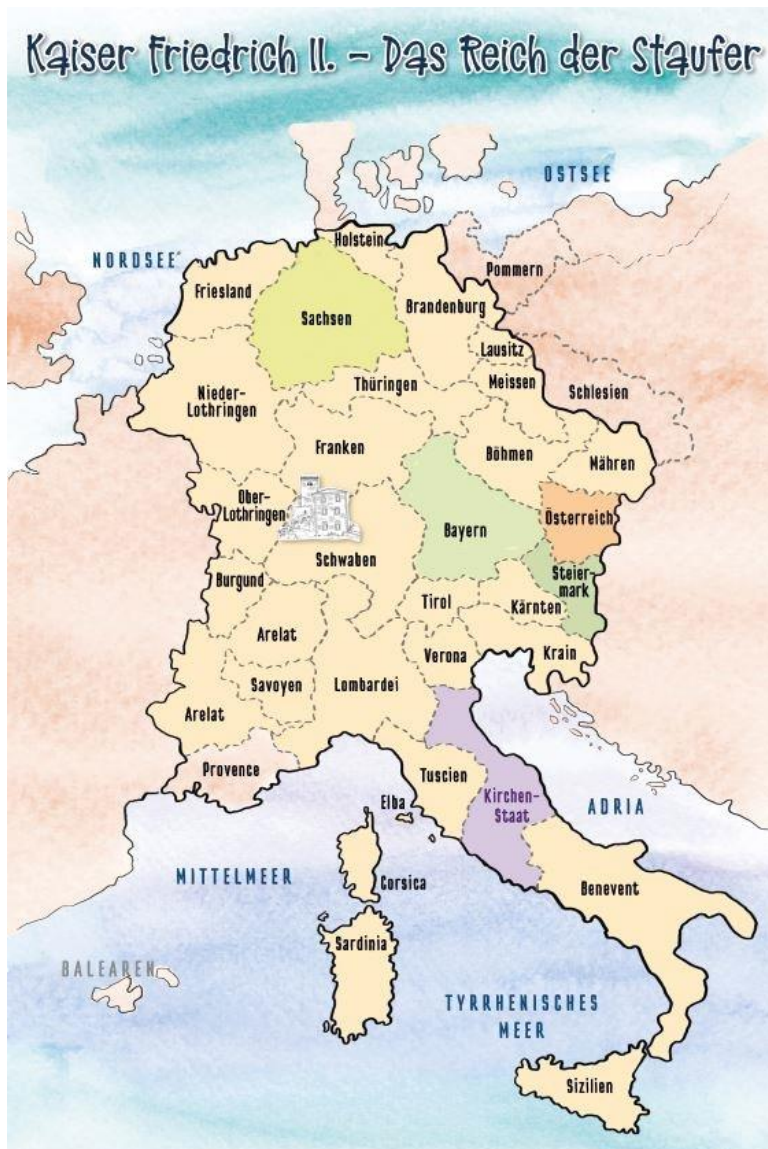 Kaiser Friedrich II. – Das Reich der Staufer
OSTSEE
NORDSEE
Holstein
Pommern
Friesland
Brandenburg
Sachsen
Lausitz
Thüringen
Meissen
Schlesien
Nieder-
Lothringen
Franken
Böhmen
Mähren
Ober-
Lothringen
Österreich
Bayern
Schwaben
Burgund
Steier-
mark
Tirol
Kärnten
Arelat
Verona
Krain
Savoyen
Lombardei
Arelat
Provence
Tuscien
Kirchen-
Staat
Elba
ADRIA
MITTELMEER
Corsica
Benevent
Sardinia
BALEAREN
TYRRHENISCHES
MEER
Sizilien